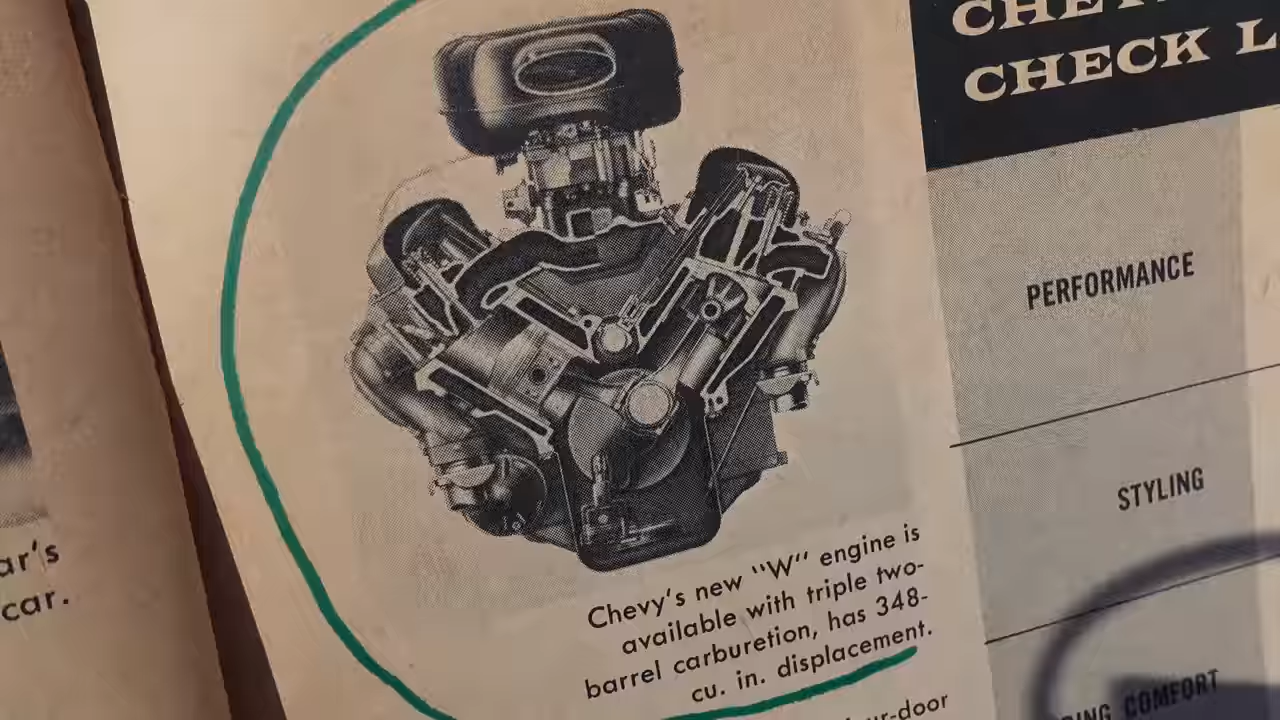 ar's
car.
Chevy's new "W" engine is
available with triple two-
barrel carburetion, has 348-
cu. in. displacement.
ur-door
CHECK L
PERFORMANCE
STYLING
DING COMFORT